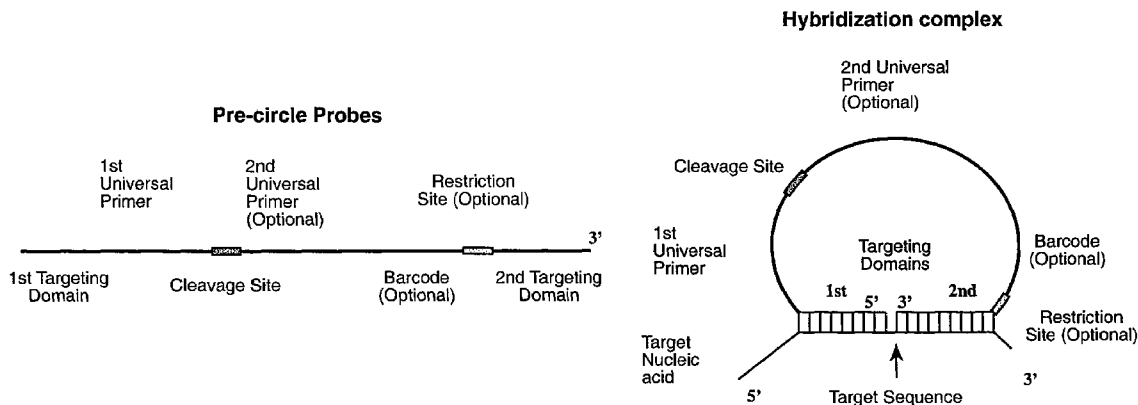 Pre-circle Probes
1st
Universal
Primer
2nd
Universal
Primer
(Optional)
Restriction
Site (Optional)
3’
1st Targeting
Domain
Cleavage Site
Barcode
(Optional)
2nd Targeting
Domain
Hybridization complex
2nd Universal
Primer
(Optional)
Cleavage Site
1st
Universal
Primer
Targeting
Domains
Barcode
(Optional)
1st 5’ 3’ 2nd
Restriction
Site (Optional)
Target
Nucleic
acid
5’
Target Sequence
3’